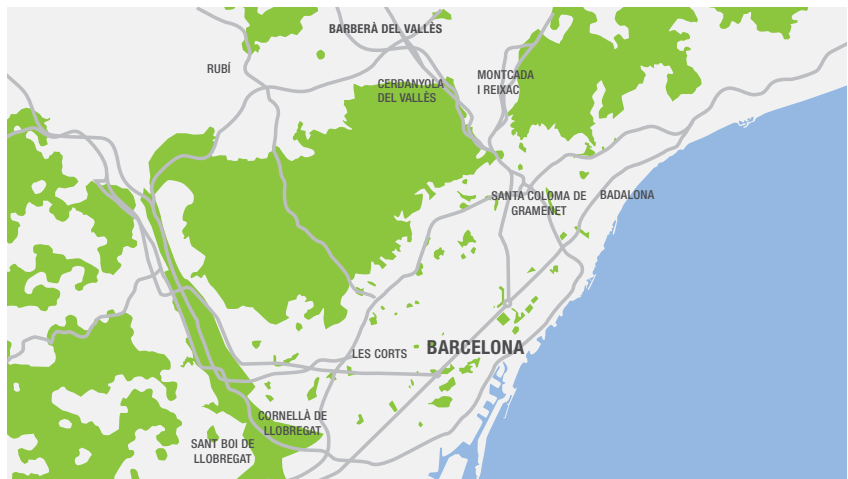 BARBERÀ DEL VALLÈS
RUBÍ
CERDANYOLA
DEL VALLÈS
MONTCADA
I REIXAC
SANTA COLOMA DE
GRAMENET
BADALONA
LES CORTS
BARCELONA
CORNELLÀ DE
LLOBREGAT
SANT BOI DE
LLOBREGAT